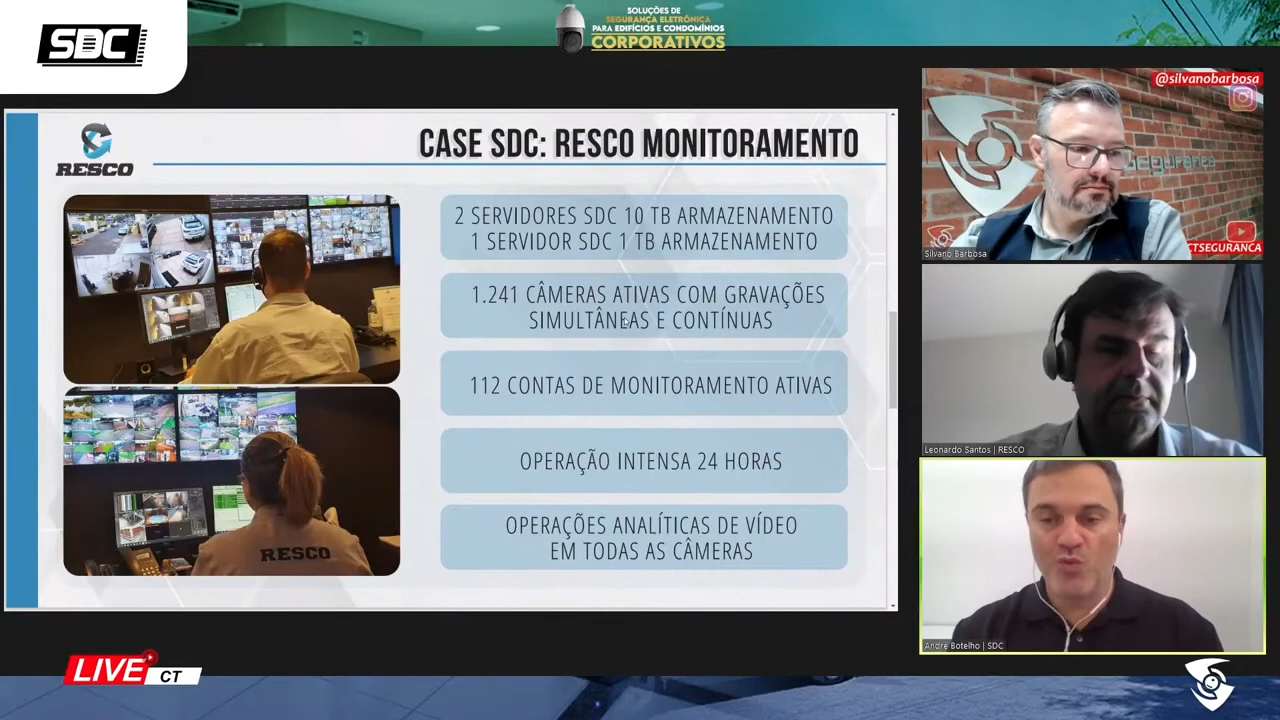 SDC
SOLUÇÕES DE
SEGURANÇA ELETRÔNICA
PARA EDIFÍCIOS E CONDOMÍNIOS
CORPORATIVOS
RESCO
CASE SDC: RESCO MONITORAMENTO
2 SERVIDORES SDC 10 TB ARMAZENAMENTO
1 SERVIDOR SDC 1 TB ARMAZENAMENTO
1.241 CÂMERAS ATIVAS COM GRAVAÇÕES
SIMULTÂNEAS E CONTÍNUAS
112 CONTAS DE MONITORAMENTO ATIVAS
OPERAÇÃO INTENSA 24 HORAS
OPERAÇÕES ANALÍTICAS DE VÍDEO
EM TODAS AS CÂMERAS
RESCO
@silvanobarbosa
Segurança
CTSEGURANCA
Silvano Barbosa
Leonardo Santos | RESCO
Andre Botelho | SDC
LIVE
CT